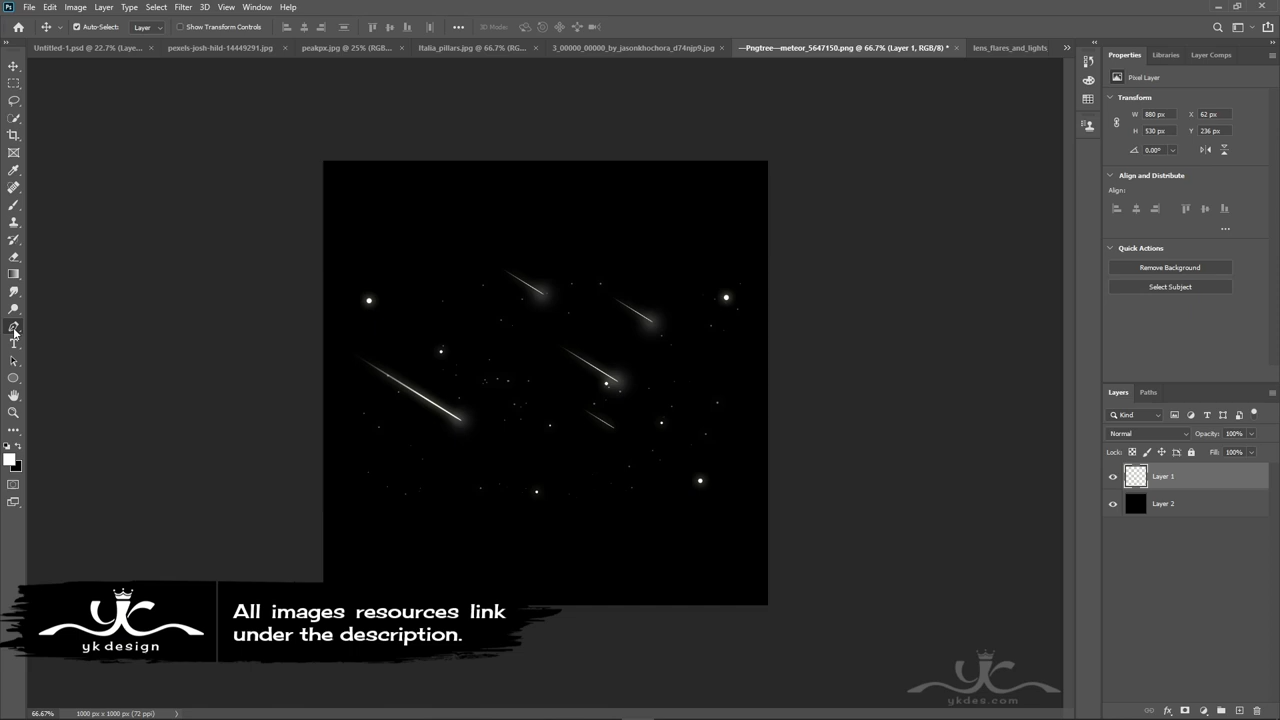 File Edit Image Layer Type Select Filter 3D View Window Help
Auto-Select: Layer Show Transform Controls ••• 3D Mode:
Untitled-1.psd @ 22.7% (Laye... × pexels-josh-hild-14449291.jpg × peakpx.jpg @ 25% (RGB... × Italia_pillars.jpg @ 66.7% (RG... × 3_00000_00000_by_jasonkhochora_d74njp9.jpg × —Pngtree—meteor_5647150.png @ 66.7% (Layer 1, RGB/8) * × lens_flares_and_lights
Properties Libraries Layer Comps
Pixel Layer
Transform
W 880 px X 62 px
H 530 px Y 236 px
0.00°
Align and Distribute
Align:
•••
Quick Actions
Remove Background
Select Subject
Layers Paths
Kind
Normal Opacity: 100%
Lock: Fill: 100%
Layer 1
Layer 2
All images resources link
under the description.
yk design
yc
ykdes.com
66.67% 1000 px x 1000 px (72 ppi)